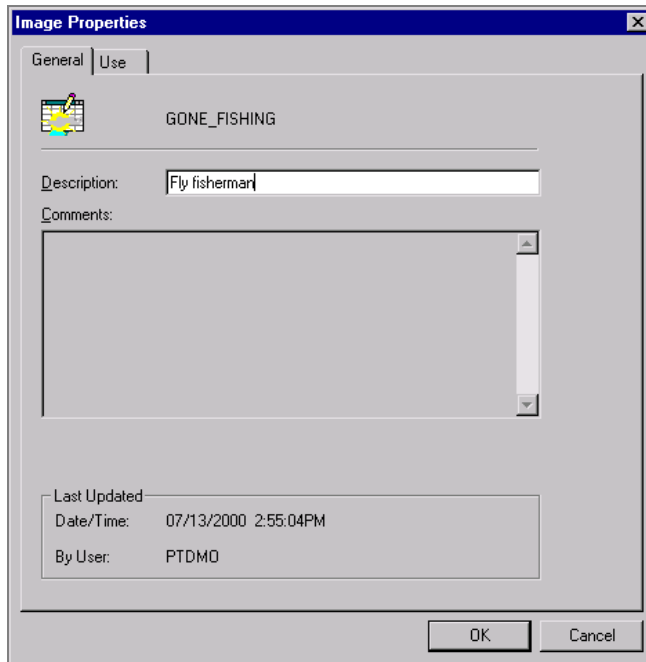 Image Properties
General Use
GONE_FISHING
Description: Fly fisherman
Comments:
Last Updated
Date/Time: 07/13/2000 2:55:04PM
By User: PTDMO
OK Cancel